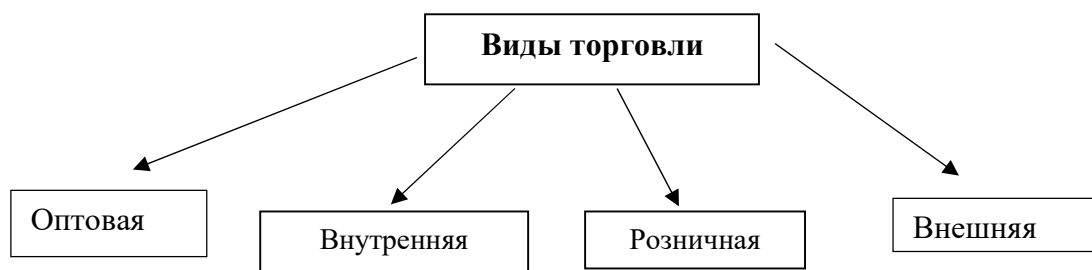 Виды торговли
Оптовая
Внутренняя
Розничная
Внешняя